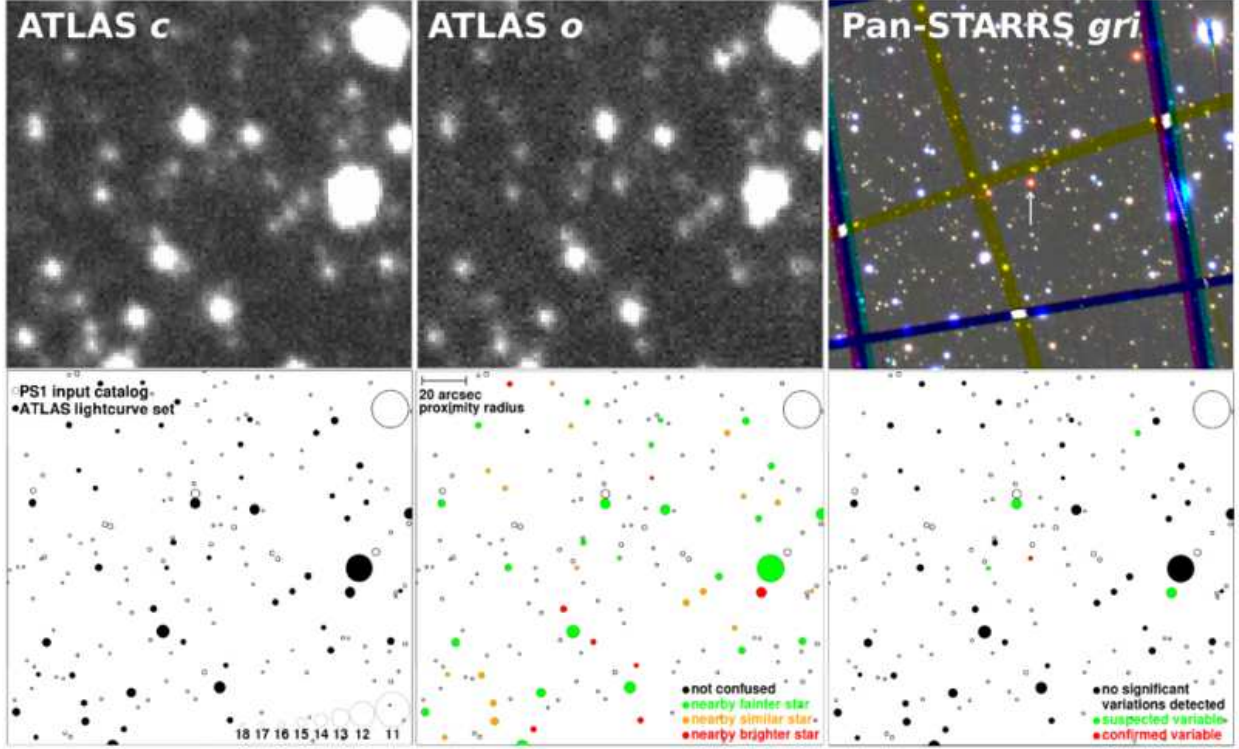 ATLAS c
ATLAS o
Pan-STARRS gri
PS1 input catalog
ATLAS lightcurve set
18 17 16 15 14 13 12 11
20 arcsec
proximity radius
not confused
nearby fainter star
nearby similar star
nearby brighter star
no significant
variations detected
suspected variable
confirmed variable